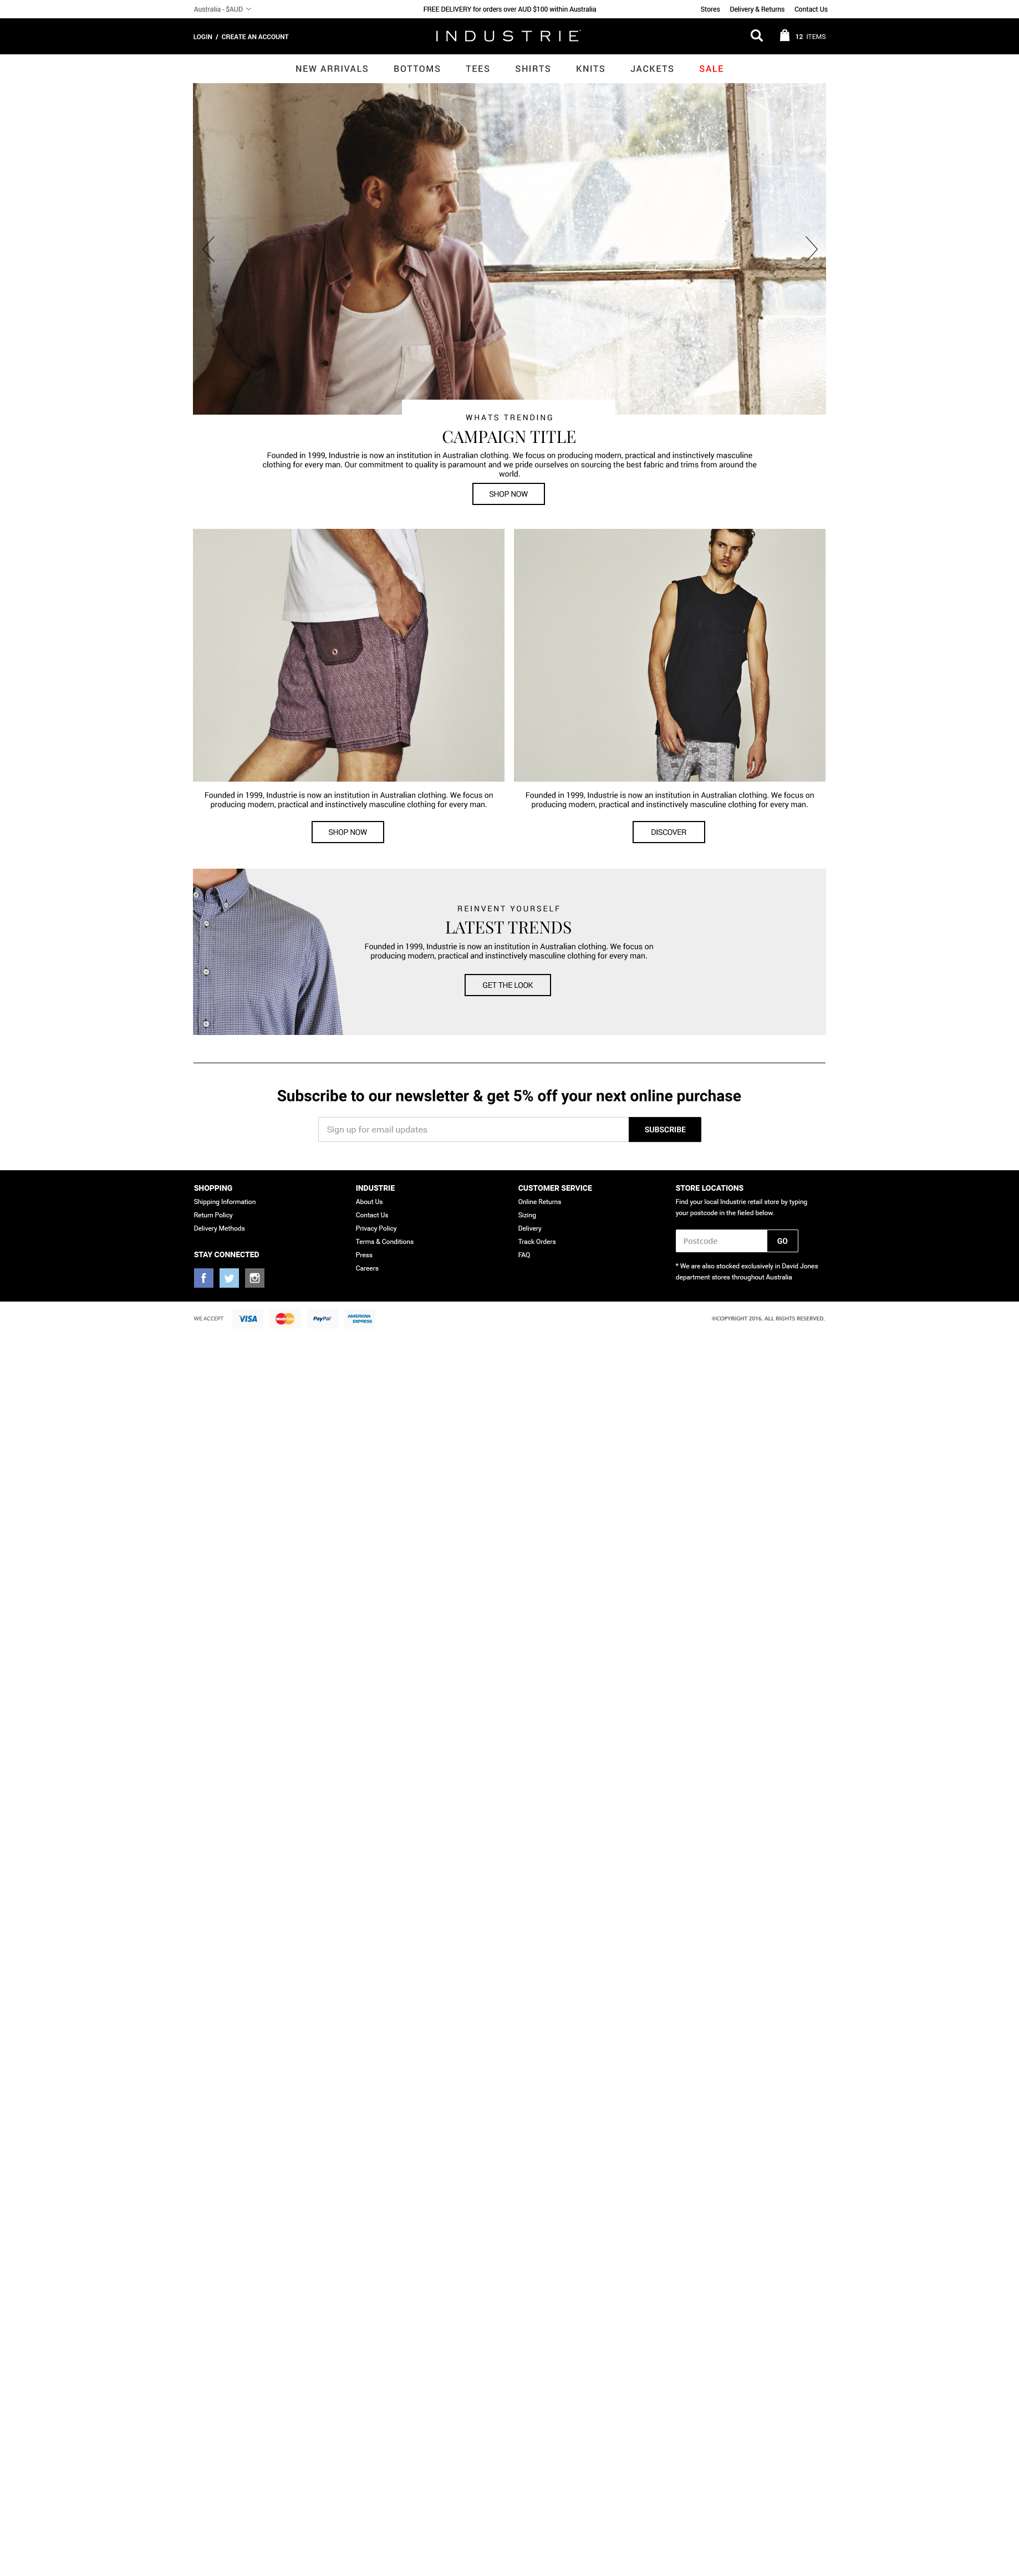 Australia - $AUD
FREE DELIVERY for orders over AUD $100 within Australia
Stores Delivery & Returns Contact Us
LOGIN / CREATE AN ACCOUNT
INDUSTRIE
12 ITEMS
NEW ARRIVALS BOTTOMS TEES SHIRTS KNITS JACKETS SALE
WHATS TRENDING
CAMPAIGN TITLE
Founded in 1999, Industrie is now an institution in Australian clothing. We focus on producing modern, practical and instinctively masculine
clothing for every man. Our commitment to quality is paramount and we pride ourselves on sourcing the best fabric and trims from around the
world.
SHOP NOW
Founded in 1999, Industrie is now an institution in Australian clothing. We focus on
producing modern, practical and instinctively masculine clothing for every man.
SHOP NOW
Founded in 1999, Industrie is now an institution in Australian clothing. We focus on
producing modern, practical and instinctively masculine clothing for every man.
DISCOVER
REINVENT YOURSELF
LATEST TRENDS
Founded in 1999, Industrie is now an institution in Australian clothing. We focus on
producing modern, practical and instinctively masculine clothing for every man.
GET THE LOOK
Subscribe to our newsletter & get 5% off your next online purchase
Sign up for email updates
SUBSCRIBE
SHOPPING
Shipping Information
Return Policy
Delivery Methods
STAY CONNECTED
INDUSTRIE
About Us
Contact Us
Privacy Policy
Terms & Conditions
Press
Careers
CUSTOMER SERVICE
Online Returns
Sizing
Delivery
Track Orders
FAQ
STORE LOCATIONS
Find your local Industrie retail store by typing
your postcode in the fieled below.
Postcode
GO
* We are also stocked exclusively in David Jones
department stores throughout Australia
WE ACCEPT
VISA
PayPal
AMERICAN
EXPRESS
©COPYRIGHT 2016. ALL RIGHTS RESERVED.